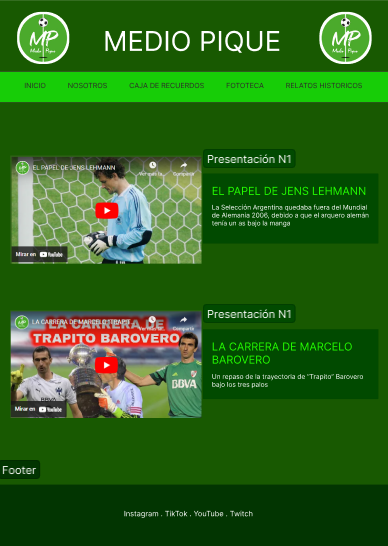 MP
Medio Pique
MEDIO PIQUE
MP
Medio Pique
INICIO NOSOTROS CAJA DE RECUERDOS FOTOTECA RELATOS HISTORICOS
Presentación N1
EL PAPEL DE JENS LEHMANN
Ver más ta...
Compartir
Mirar en YouTube
EL PAPEL DE JENS LEHMANN
La Selección Argentina quedaba fuera del Mundial
de Alemania 2006, debido a que el arquero alemán
tenía un as bajo la manga
Presentación N1
LA CARRERA DE MARCELO "TRAPIT...
Ver más ta...
Compartir
LA CARRERA DE
TRAPITO BAROVERO
BBVA
Mirar en YouTube
LA CARRERA DE MARCELO
BAROVERO
Un repaso de la trayectoria de "Trapito" Barovero
bajo los tres palos
Footer
Instagram . TikTok . YouTube . Twitch